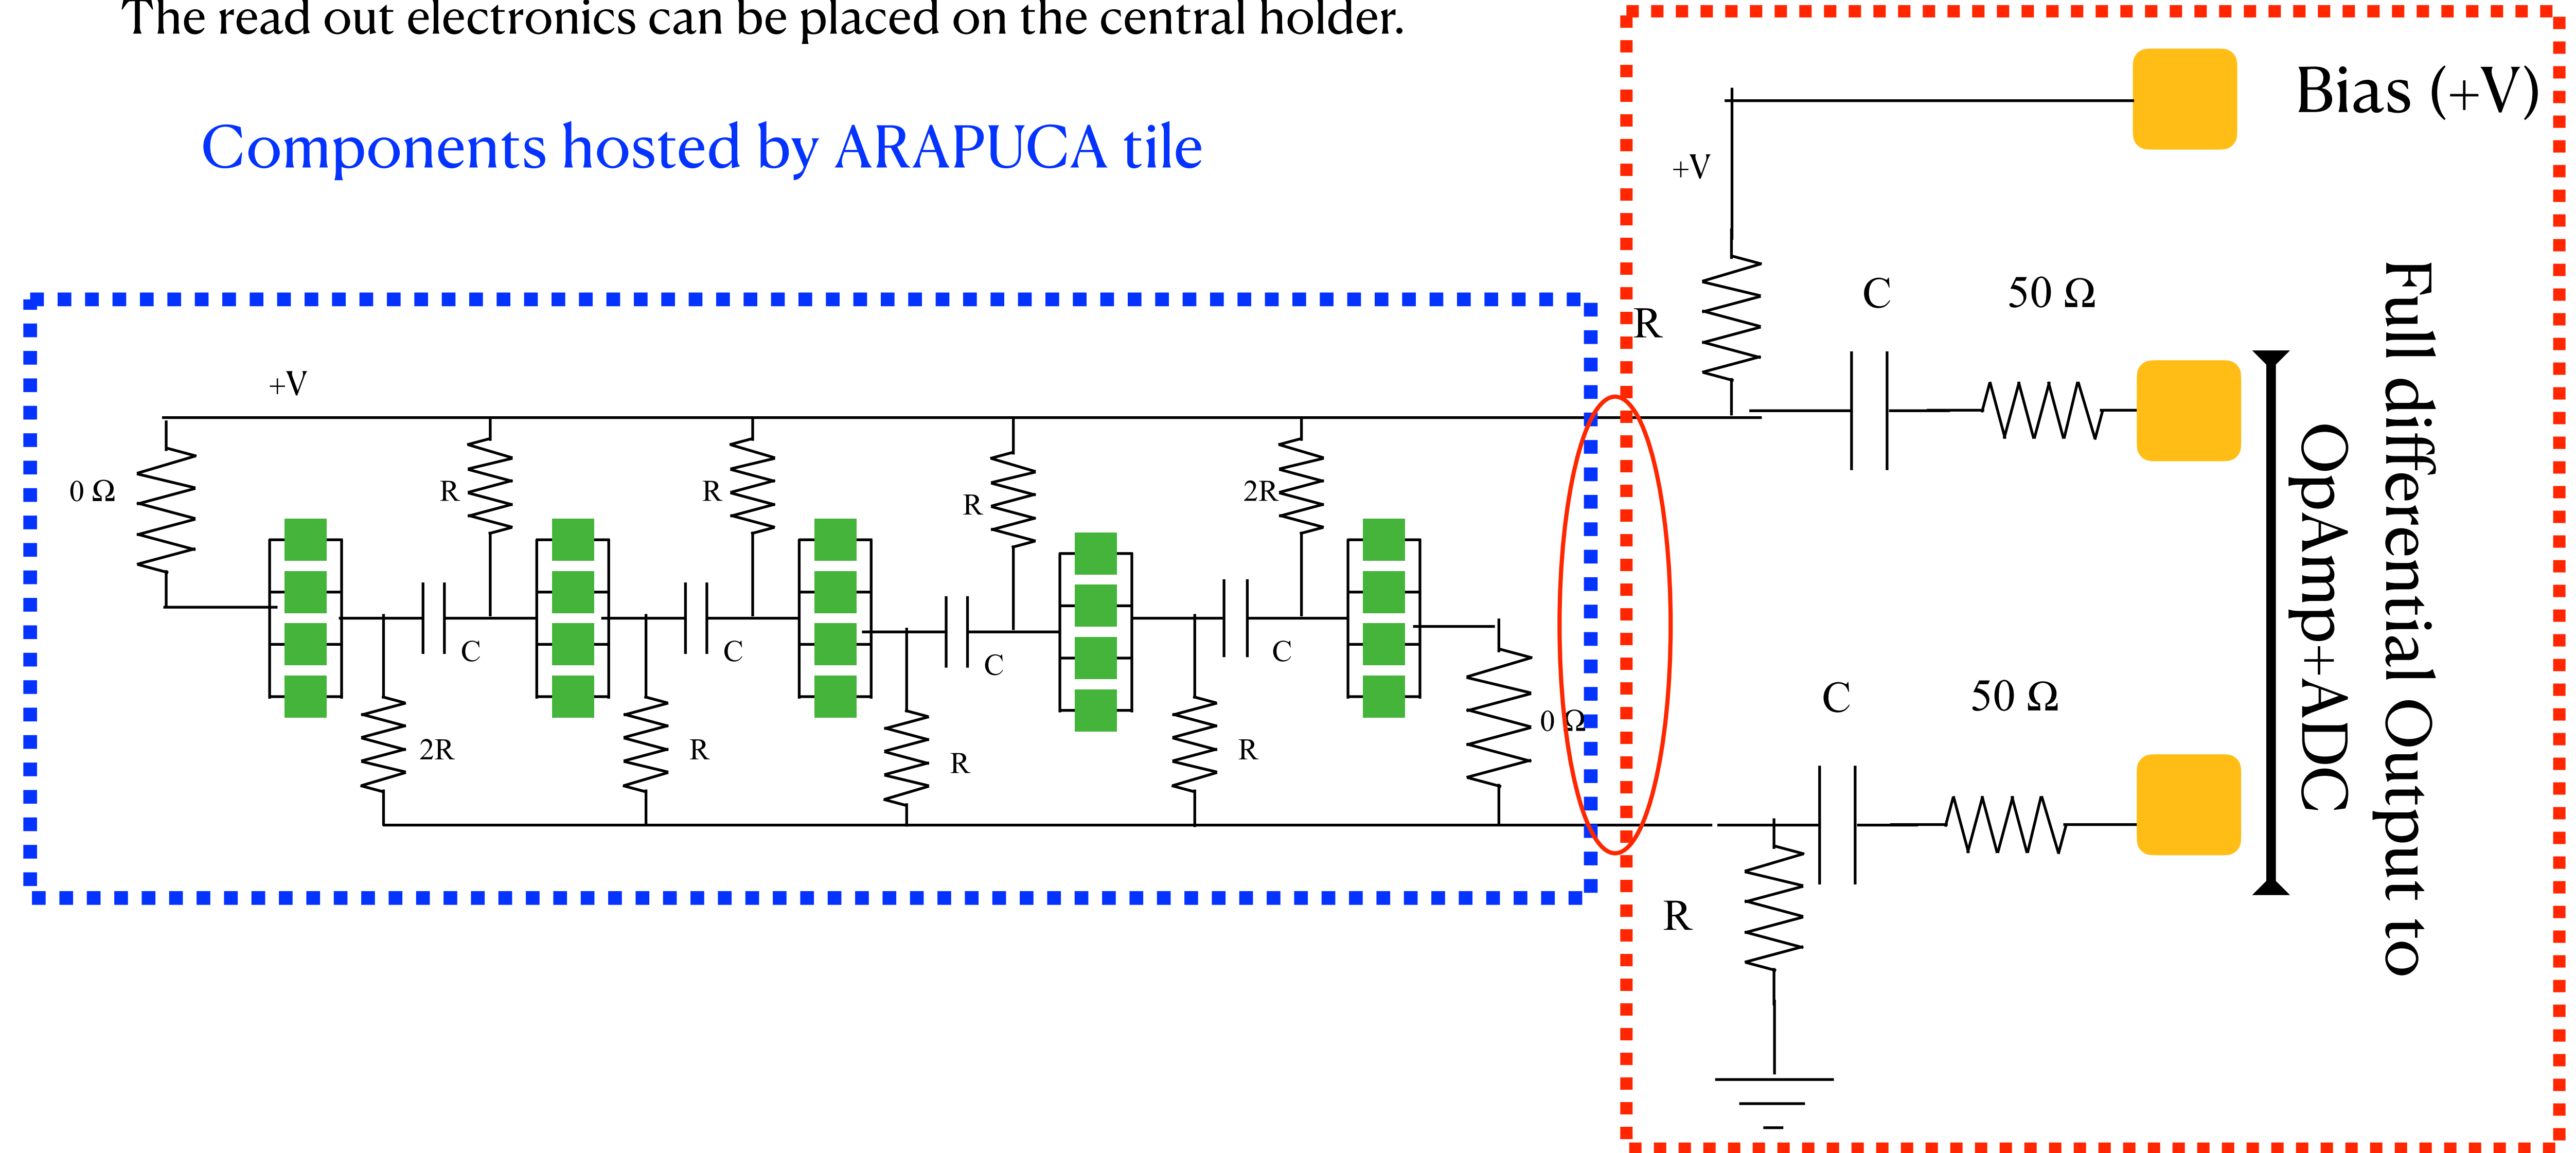 The read out electronics can be placed on the central holder.
Components hosted by ARAPUCA tile
Bias (+V)
+V
R
C
50 Ω
+V
0 Ω
R
R
R
2R
C
C
C
C
2R
R
R
R
0 Ω
C
50 Ω
R
Full differential Output to
OpAmp+ADC